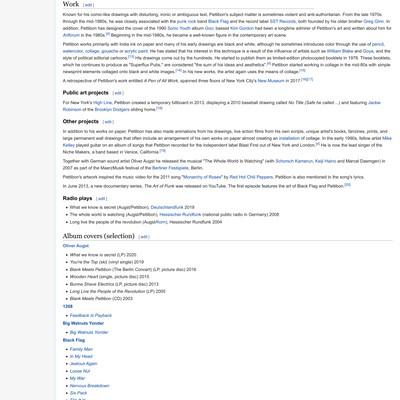 Work [ edit ]
Known for his comic-like drawings with disturbing, ironic or ambiguous text, Pettibon's subject matter is sometimes violent and anti-authoritarian. From the late 1970s
through the mid-1980s, he was closely associated with the punk rock band Black Flag and the record label SST Records, both founded by his older brother Greg Ginn. In
addition, Pettibon has designed the cover of the 1990 Sonic Youth album Goo; bassist Kim Gordon had been a longtime admirer of Pettibon's art and written about him for
Artforum in the 1980s. Beginning in the mid-1990s, he became a well-known figure in the contemporary art scene.
Pettibon works primarily with India ink on paper and many of his early drawings are black and white, although he sometimes introduces color through the use of pencil,
watercolor, collage, gouache or acrylic paint. He has stated that his interest in the technique is a result of the influence of artists such as William Blake and Goya, and the
style of political editorial cartoons. His drawings come out by the hundreds. He started to publish them as limited-edition photocopied booklets in 1978. These booklets,
which he continues to produce as "Superflux Pubs," are considered "the sum of his ideas and aesthetics". Pettibon started working in collage in the mid-80s with simple
newsprint elements collaged onto black and white images. In his new works, the artist again uses the means of collage.
A retrospective of Pettibon's work entitled A Pen of All Work, spanned three floors of New York City's New Museum in 2017.
Public art projects [ edit ]
For New York's High Line, Pettibon created a temporary billboard in 2013, displaying a 2010 baseball drawing called No Title (Safe he called ...) and featuring Jackie
Robinson of the Brooklyn Dodgers sliding home.
Other projects [ edit ]
In addition to his works on paper, Pettibon has also made animations from his drawings, live action films from his own scripts, unique artist's books, fanzines, prints, and
large permanent wall drawings that often include an arrangement of his own works on paper almost creating an installation of collage. In the early 1990s, fellow artist Mike
Kelley played guitar on an album of songs that Pettibon recorded for the independent label Blast First out of New York and London. He is now the lead singer of the
Niche Makers, a band based in Venice, California.
Together with German sound artist Oliver Augst he released the musical "The Whole World Is Watching" (with Schorsch Kamerun, Keiji Haino and Marcel Daemgen) in
2007 as part of the MaerzMusik festival of the Berliner Festspiele, Berlin.
Pettibon's artwork inspired the music video for the 2011 song "Monarchy of Roses" by Red Hot Chili Peppers. Pettibon is also mentioned in the song's lyrics.
In June 2013, a new documentary series, The Art of Punk was released on YouTube. The first episode features the art of Black Flag and Pettibon.
Radio plays [ edit ]
What we know is secret (Augst/Pettibon), Deutschlandfunk 2018
The whole world is watching (Augst/Pettibon), Hessischer Rundfunk (national public radio in Germany) 2008
Long live the people of the revolution (Augst/Korn), Hessischer Rundfunk 2004
Album covers (selection) [ edit ]
Oliver Augst
What we know is secret (LP) 2020
You're the Top (ski) (vinyl single) 2019
Blank Meets Pettibon (The Berlin Concert) (LP, picture disc) 2016
Wooden Heart (single, picture disc) 2015
Burma Shave Electrics (LP, picture disc) 2013
Long Live the People of the Revolution (LP) 2005
Blank Meets Pettibon (CD) 2003
1208
Feedback Is Payback
Big Walnuts Yonder
Big Walnuts Yonder
Black Flag
Family Man
In My Head
Jealous Again
Loose Nut
My War
Nervous Breakdown
Six Pack